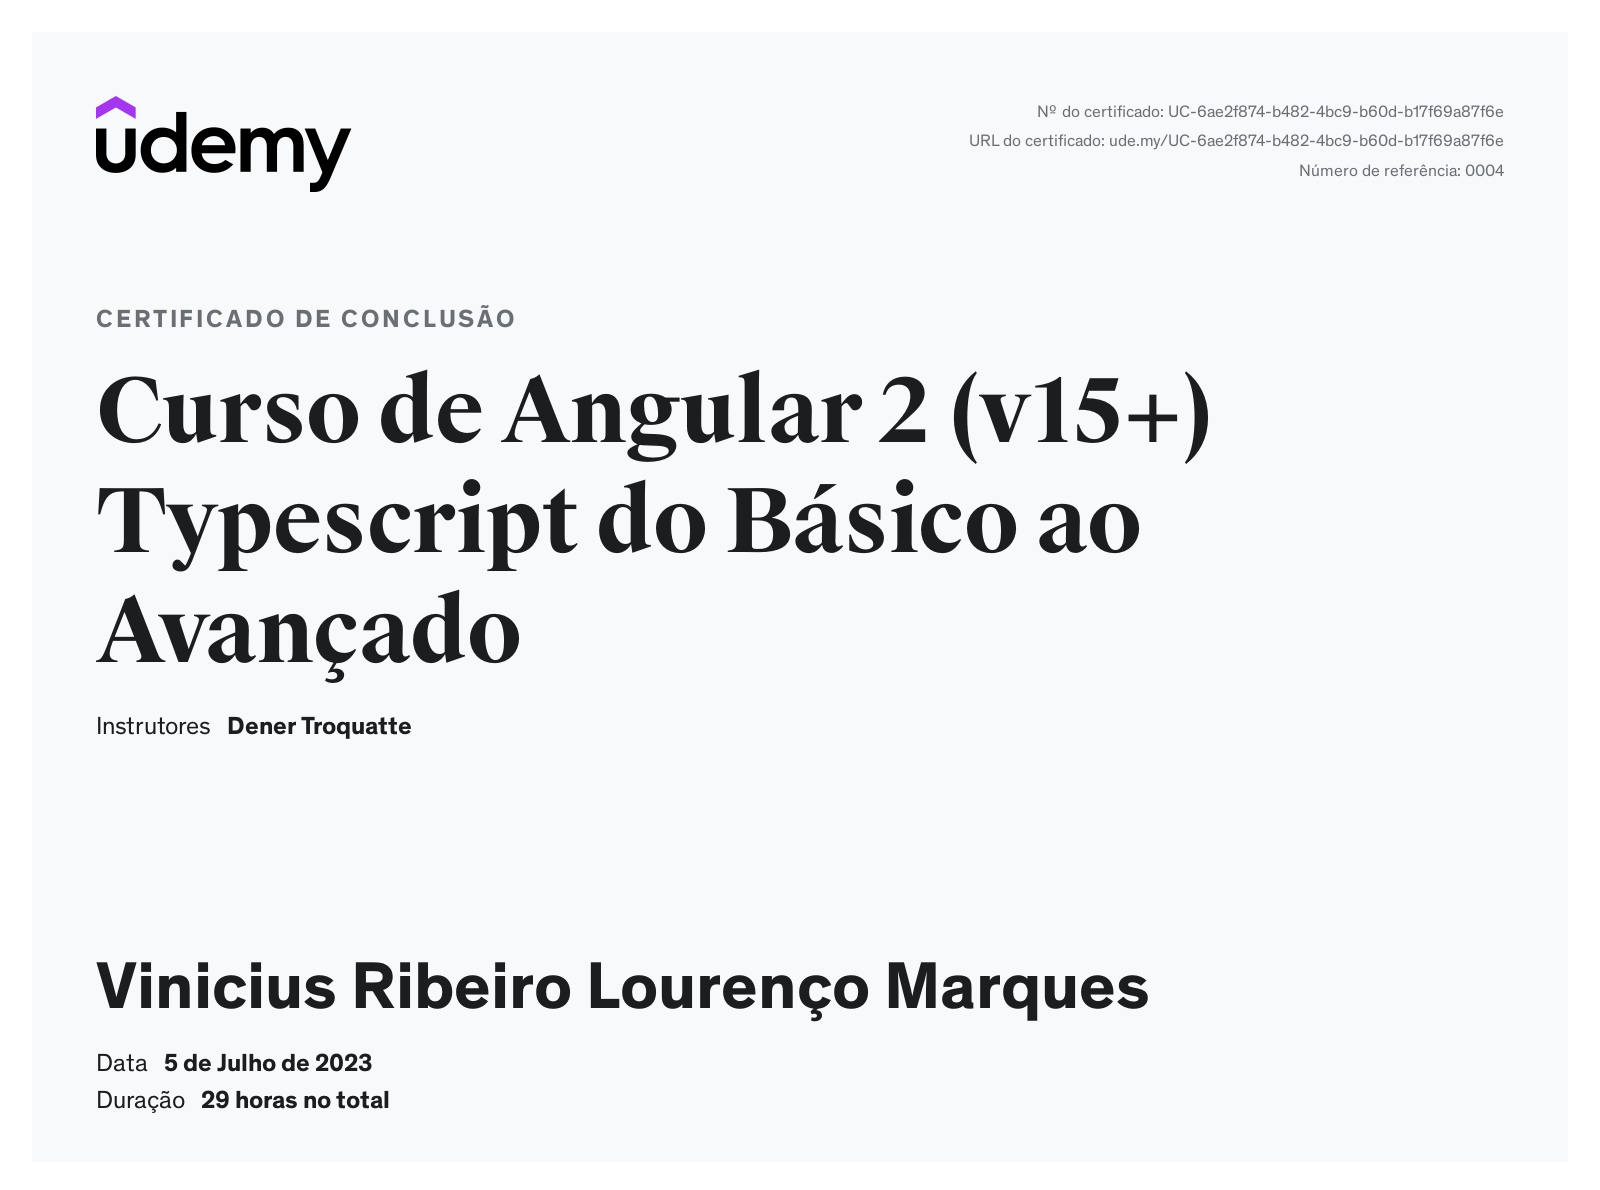 udemy
Nº do certificado: UC-6ae2f874-b482-4bc9-b60d-b17f69a87f6e
URL do certificado: ude.my/UC-6ae2f874-b482-4bc9-b60d-b17f69a87f6e
Número de referência: 0004
CERTIFICADO DE CONCLUSÃO
Curso de Angular 2 (v15+)
Typescript do Básico ao
Avançado
Instrutores Dener Troquatte
Vinicius Ribeiro Lourenço Marques
Data 5 de Julho de 2023
Duração 29 horas no total